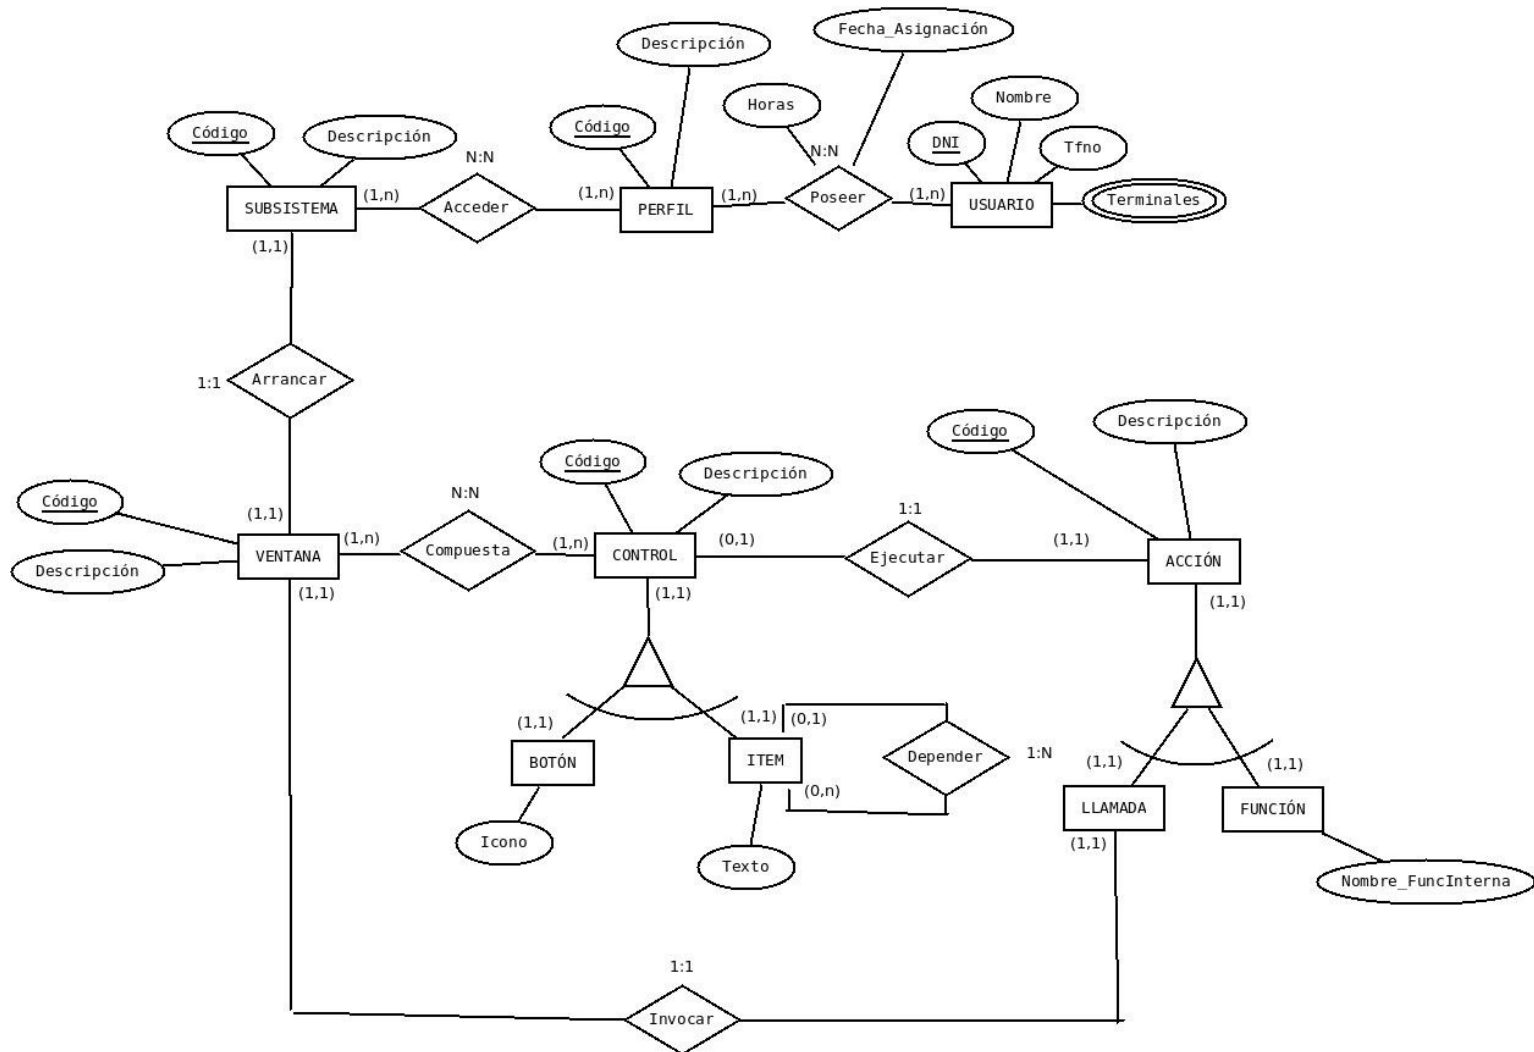 Fecha_Asignación
Descripción
Horas
Nombre
Código
Descripción
Código
DNI
Tfno
N:N
N:N
SUBSISTEMA
(1,n)
Acceder
(1,n)
PERFIL
(1,n)
Poseer
(1,n)
USUARIO
Terminales
(1,1)
1:1
Arrancar
Código
Descripción
Código
Descripción
Código
N:N
1:1
(1,1)
VENTANA
(1,n)
Compuesta
(1,n)
CONTROL
(0,1)
Ejecutar
(1,1)
ACCIÓN
Descripción
(1,1)
(1,1)
(1,1)
(1,1)
(1,1)
(0,1)
BOTÓN
ITEM
Depender
1:N
(1,1)
(1,1)
(0,n)
LLAMADA
FUNCIÓN
Icono
(1,1)
Texto
Nombre_FuncInterna
1:1
Invocar